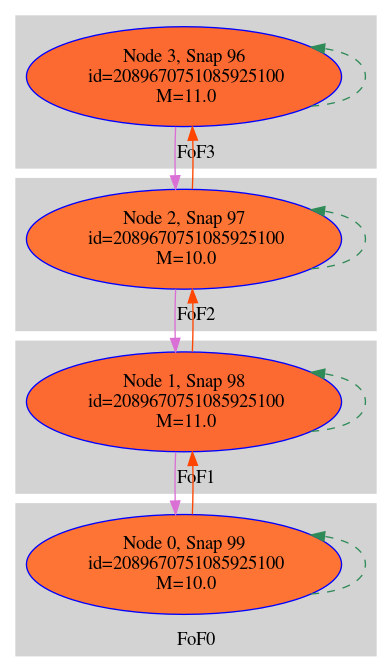 Node 3, Snap 96
id=2089670751085925100
M=11.0
FoF3
Node 2, Snap 97
id=2089670751085925100
M=10.0
FoF2
Node 1, Snap 98
id=2089670751085925100
M=11.0
FoF1
Node 0, Snap 99
id=2089670751085925100
M=10.0
FoF0